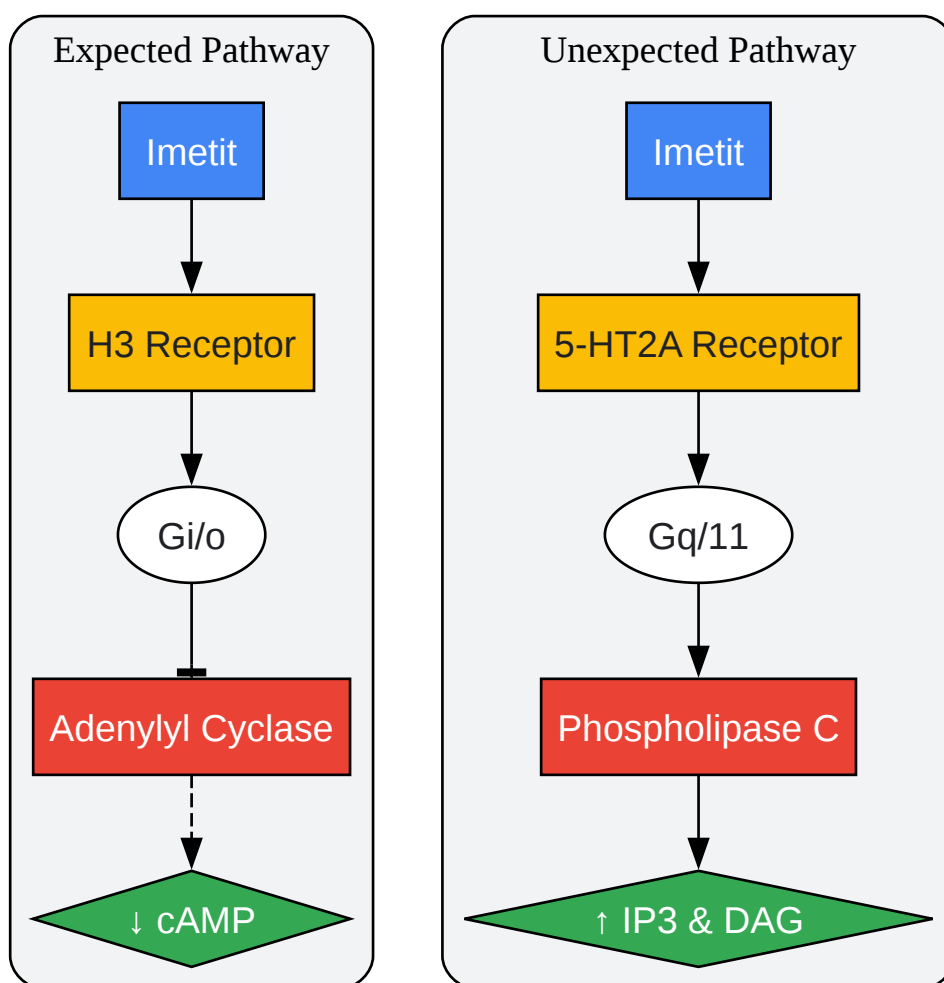 Expected Pathway
Imetit
H3 Receptor
Gi/o
Adenylyl Cyclase
↓ cAMP
Unexpected Pathway
Imetit
5-HT2A Receptor
Gq/11
Phospholipase C
↑ IP3 & DAG